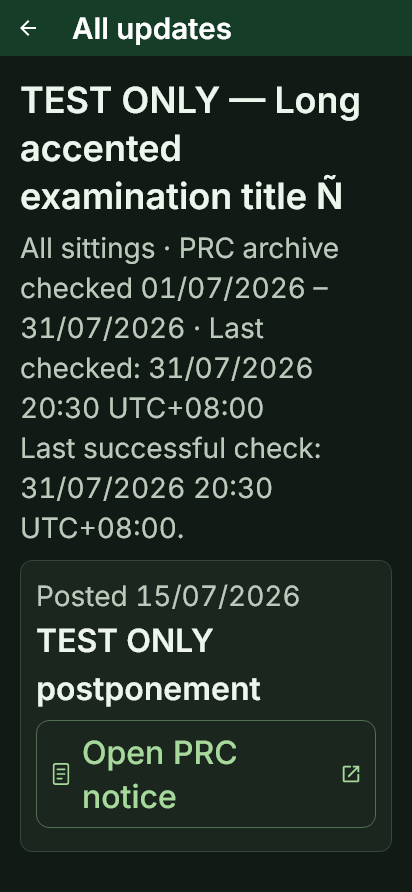 All updates
TEST ONLY — Long
accented
examination title Ñ
All sittings · PRC archive
checked 01/07/2026 –
31/07/2026 · Last
checked: 31/07/2026
20:30 UTC+08:00
Last successful check:
31/07/2026 20:30
UTC+08:00.
Posted 15/07/2026
TEST ONLY
postponement
Open PRC
notice